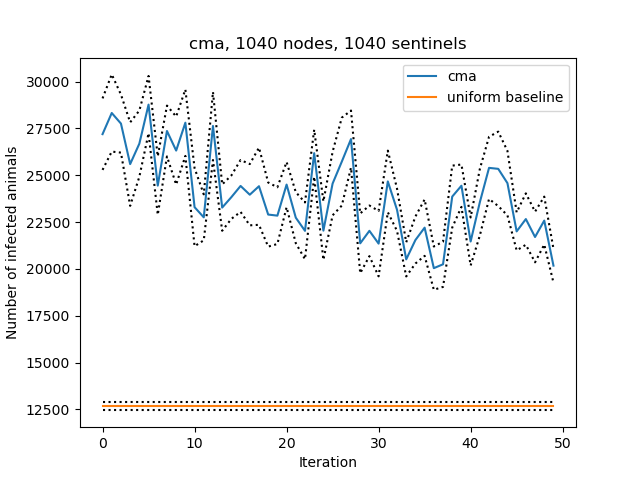 cma, 1040 nodes, 1040 sentinels
cma
uniform baseline
Number of infected animals
30000
27500
25000
22500
20000
17500
15000
12500
0 10 20 30 40 50
Iteration